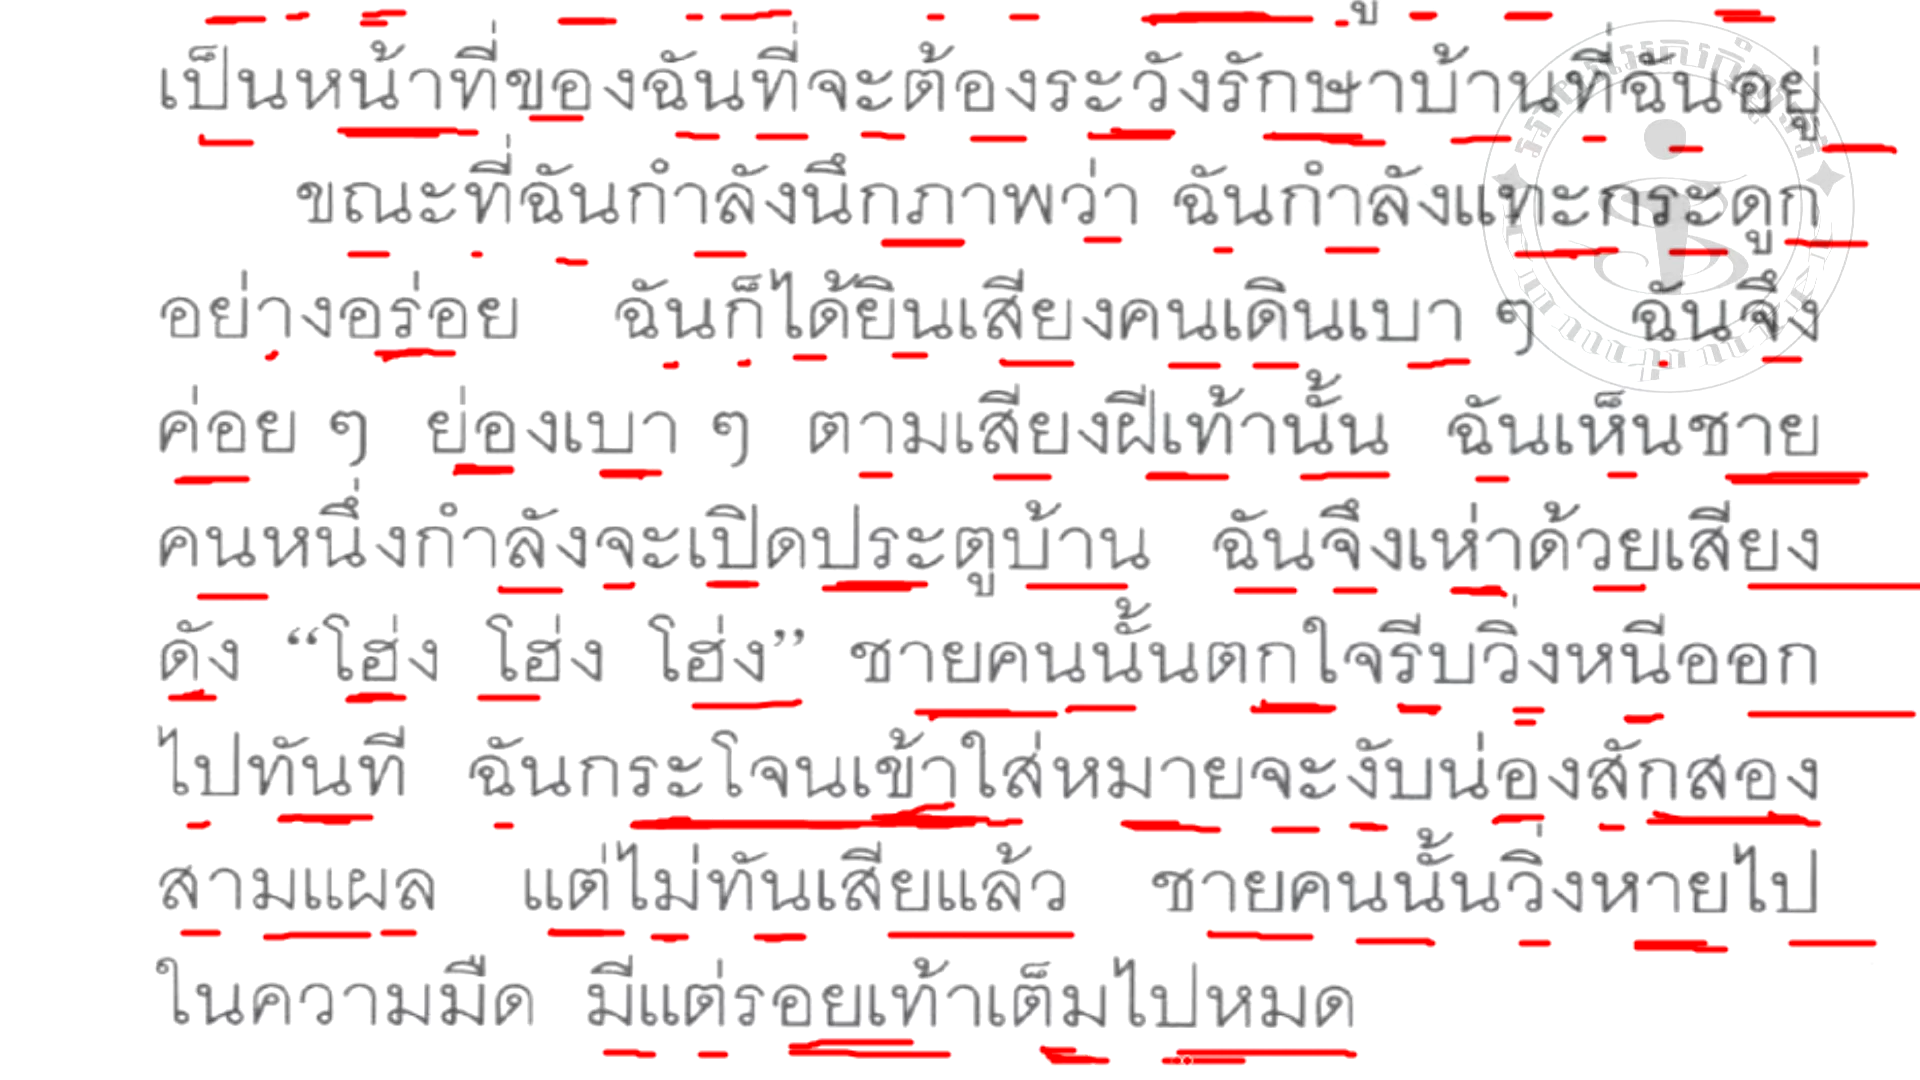 เป็นหน้าที่ของฉันที่จะต้องระวังรักษาบ้านที่ฉันอยู่
ขณะที่ฉันกำลังนึกภาพว่า ฉันกำลังแทะกระดูก
อย่างอร่อย ฉันก็ได้ยินเสียงคนเดินเบา ๆ ฉันจึง
ค่อย ๆ ย่องเบา ๆ ตามเสียงฝีเท้านั้น ฉันเห็นชาย
คนหนึ่งกำลังจะเปิดประตูบ้าน ฉันจึงเห่าด้วยเสียง
ดัง “โฮ่ง โฮ่ง โฮ่ง” ชายคนนั้นตกใจรีบวิ่งหนีออก
ไปทันที ฉันกระโจนเข้าใส่หมายจะงับน่องสักสอง
สามแผล แต่ไม่ทันเสียแล้ว ชายคนนั้นวิ่งหายไป
ในความมืด มีแต่รอยเท้าเต็มไปหมด